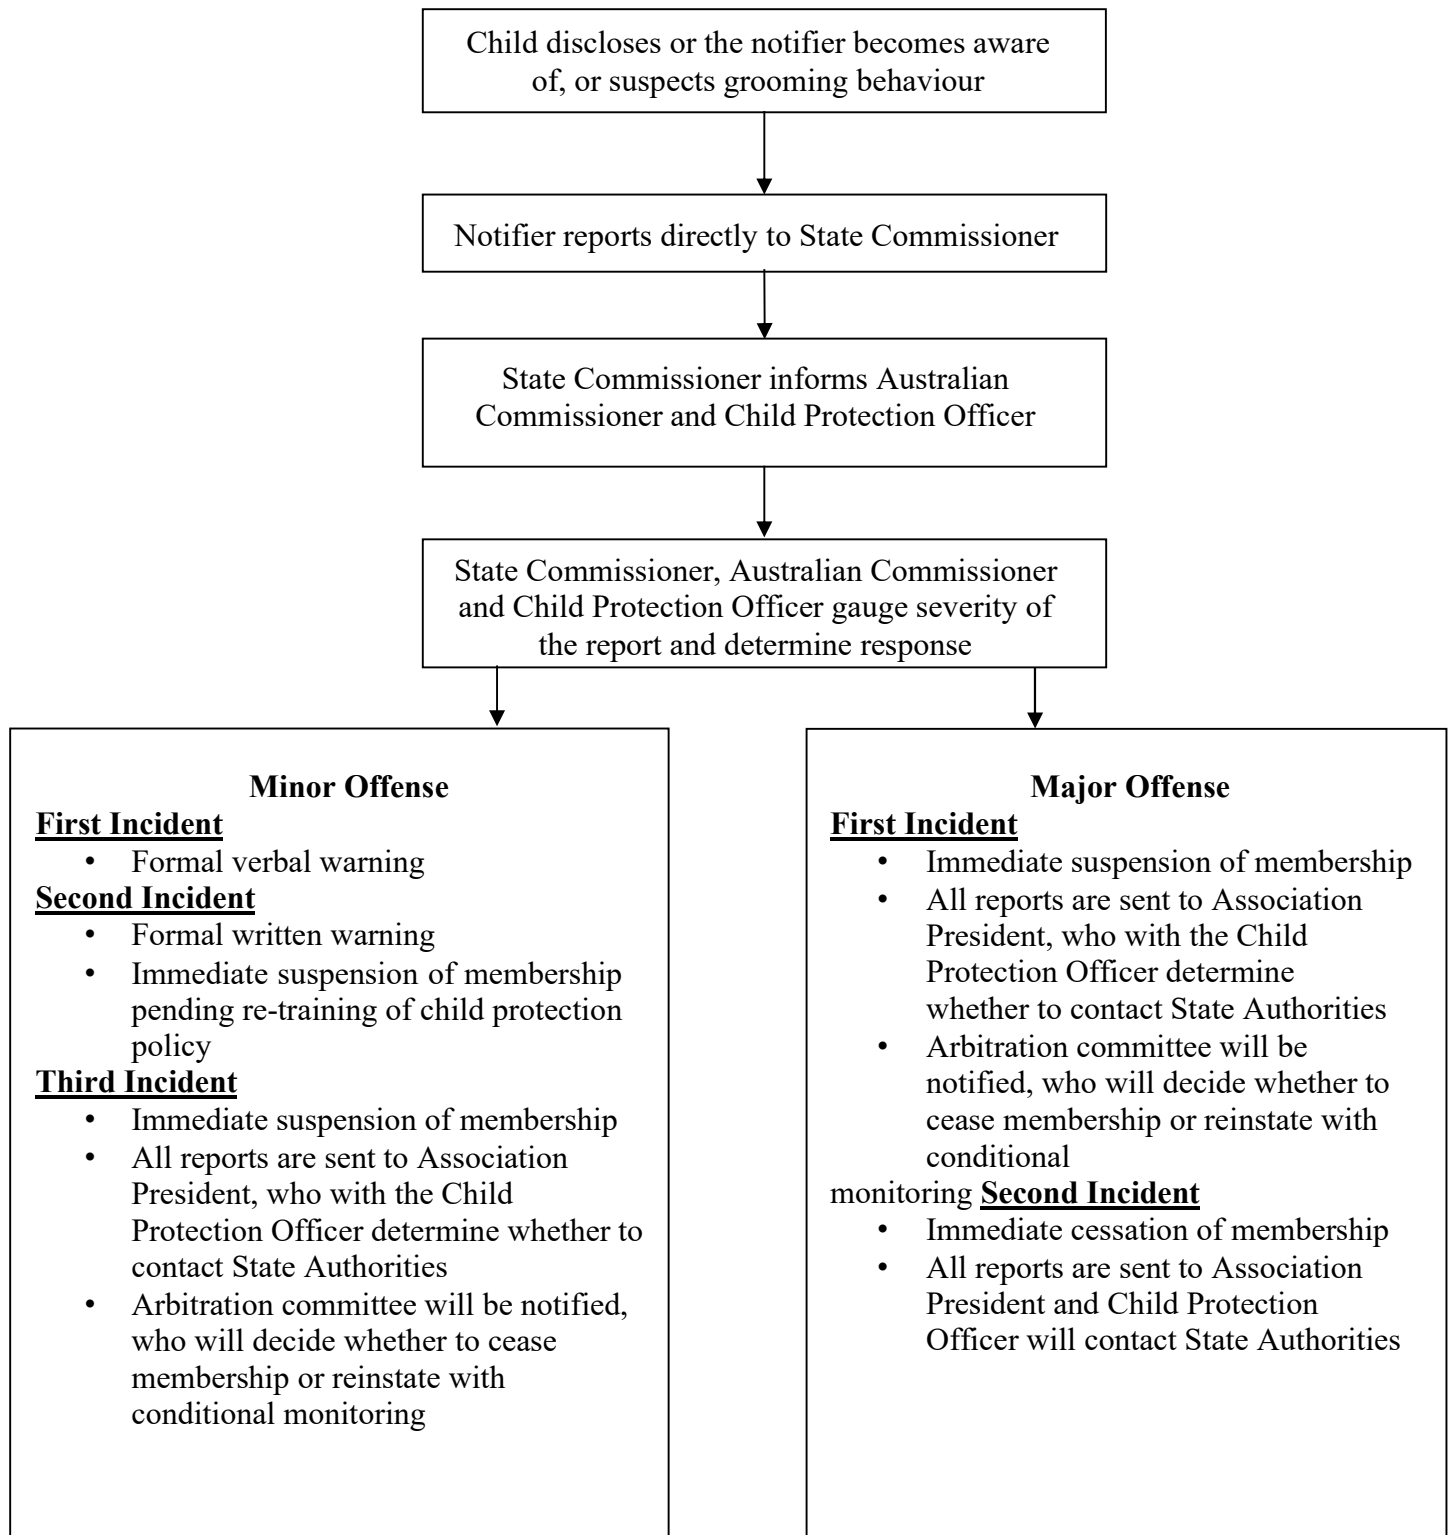 Child discloses or the notifier becomes aware
of, or suspects grooming behaviour
Notifier reports directly to State Commissioner
State Commissioner informs Australian
Commissioner and Child Protection Officer
State Commissioner, Australian Commissioner
and Child Protection Officer gauge severity of
the report and determine response
Minor Offense
First Incident
• Formal verbal warning
Second Incident
• Formal written warning
• Immediate suspension of membership
pending re-training of child protection
policy
Third Incident
• Immediate suspension of membership
• All reports are sent to Association
President, who with the Child
Protection Officer determine whether to
contact State Authorities
• Arbitration committee will be notified,
who will decide whether to cease
membership or reinstate with
conditional monitoring
Major Offense
First Incident
• Immediate suspension of membership
• All reports are sent to Association
President, who with the Child
Protection Officer determine
whether to contact State Authorities
• Arbitration committee will be
notified, who will decide whether to
cease membership or reinstate with
conditional
monitoring Second Incident
• Immediate cessation of membership
• All reports are sent to Association
President and Child Protection
Officer will contact State Authorities